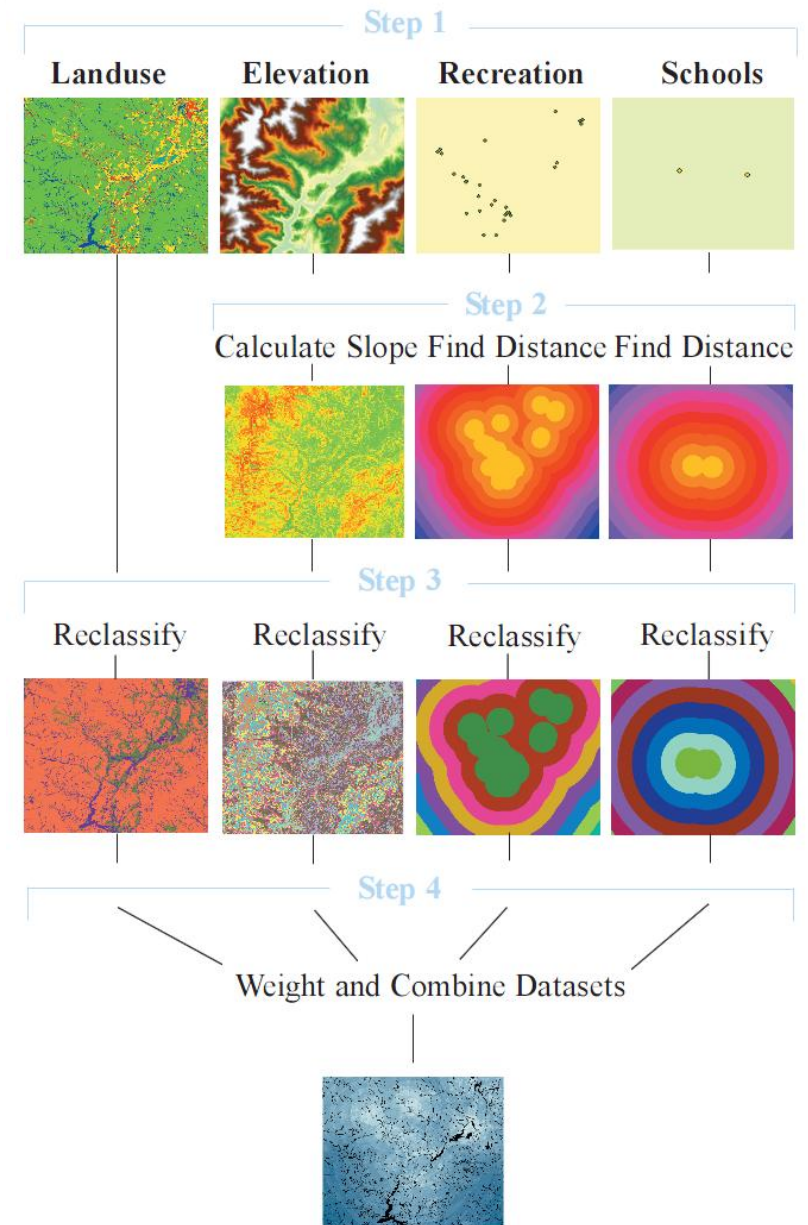 Step 1
Landuse Elevation Recreation Schools
Step 2
Calculate Slope Find Distance Find Distance
Step 3
Reclassify Reclassify Reclassify Reclassify
Step 4
Weight and Combine Datasets